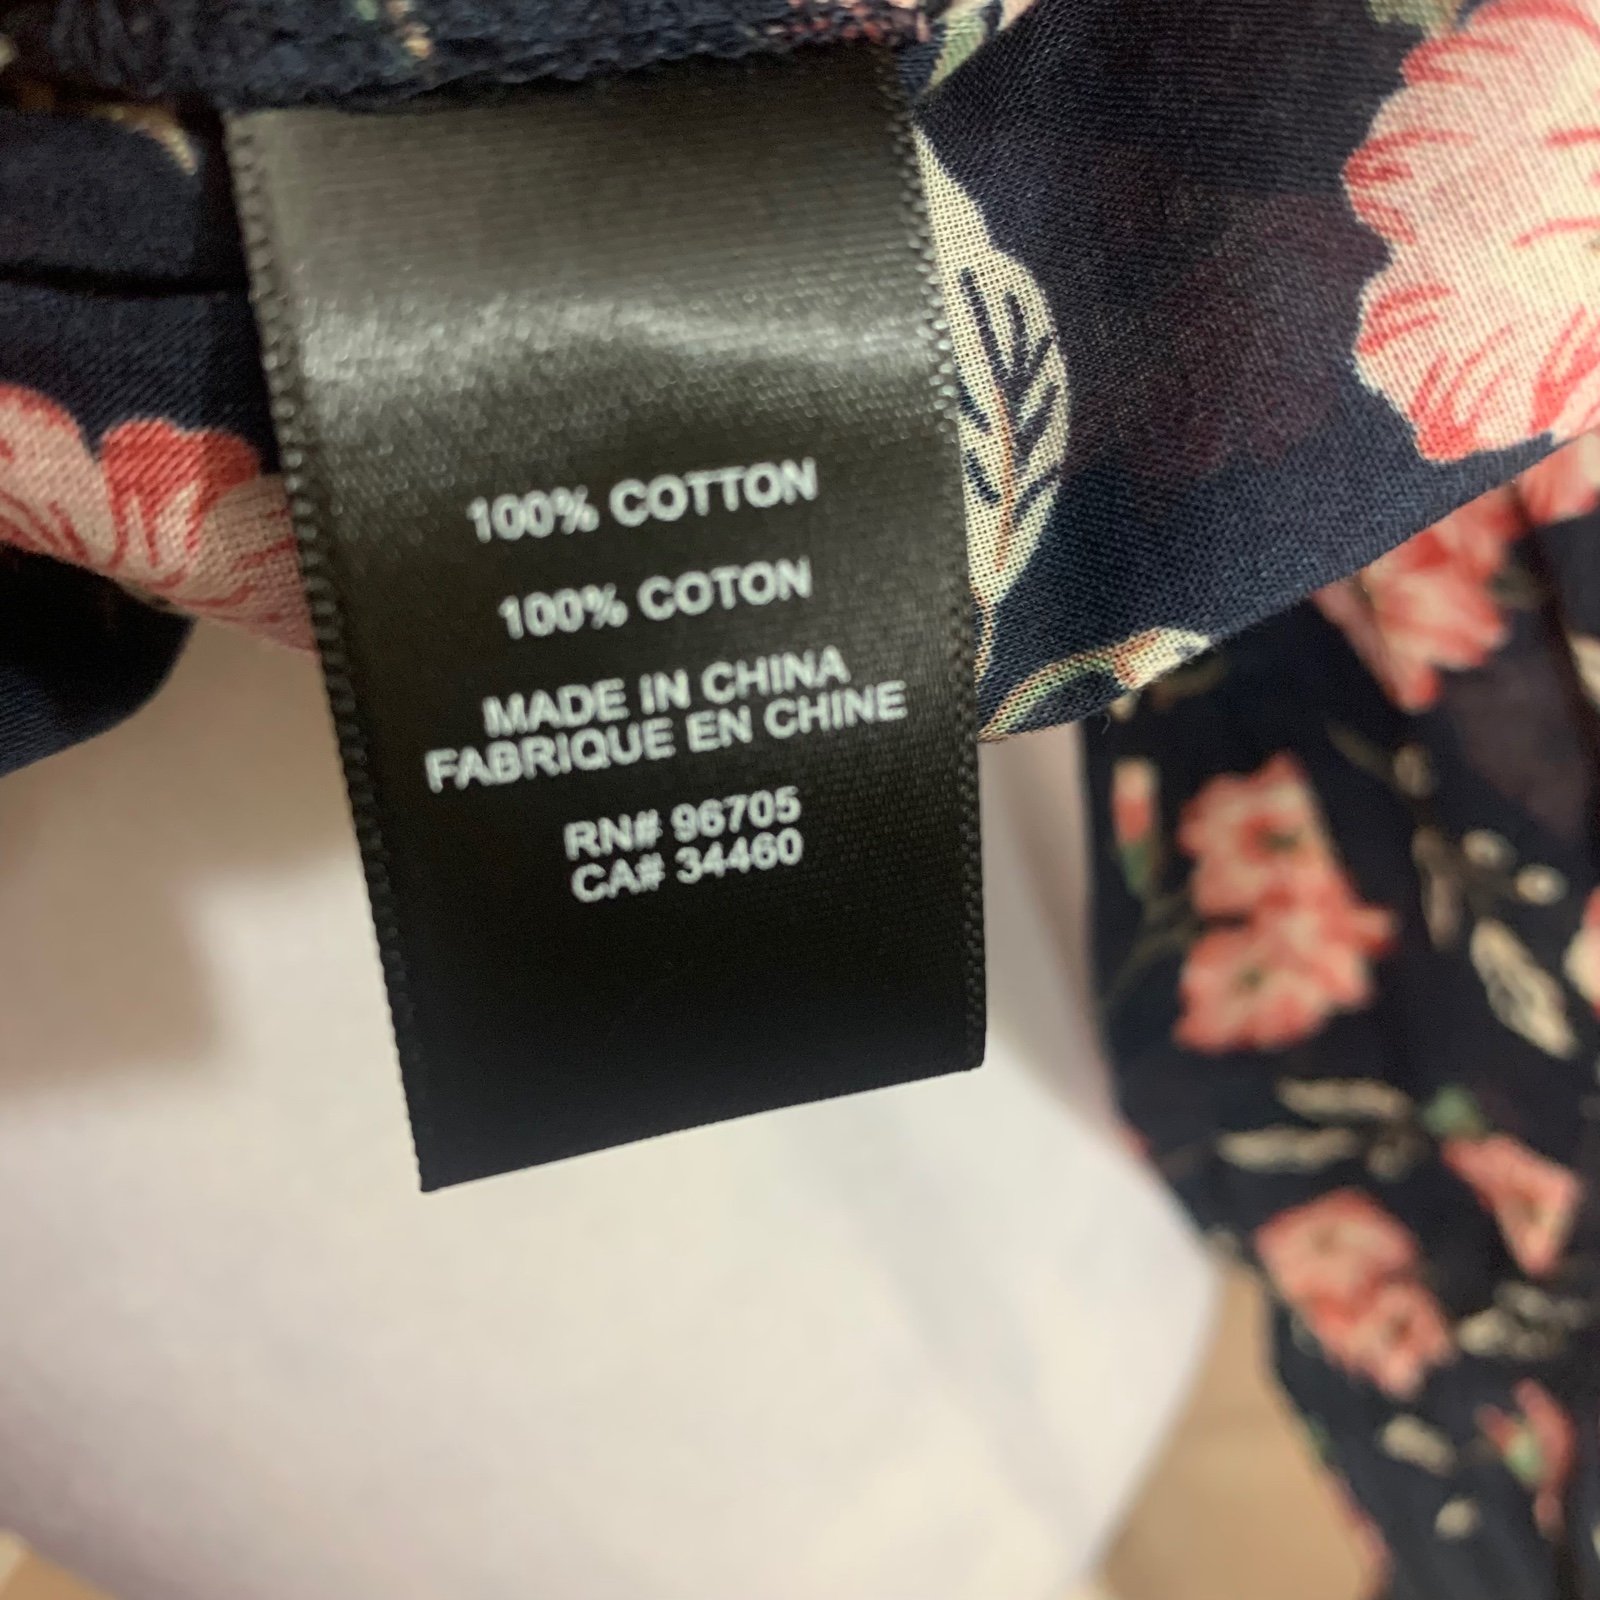 100% COTTON
100% COTON
MADE IN CHINA
FABRIQUE EN CHINE
RN# 96705
CA# 34460